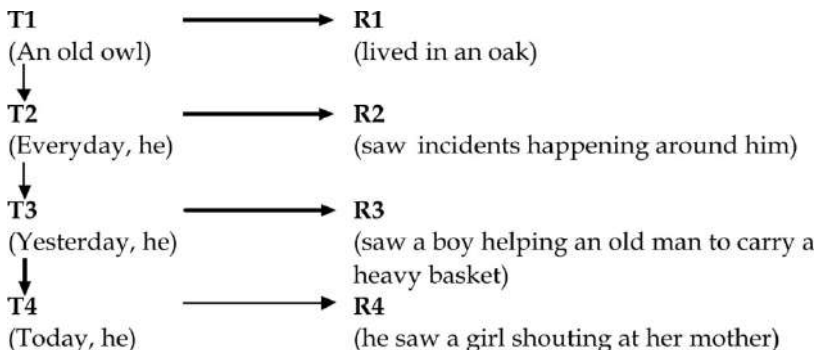 T1 R1
(An old owl) (lived in an oak)
T2 R2
(Everyday, he) (saw incidents happening around him)
T3 R3
(Yesterday, he) (saw a boy helping an old man to carry a
heavy basket)
T4 R4
(Today, he) (he saw a girl shouting at her mother)